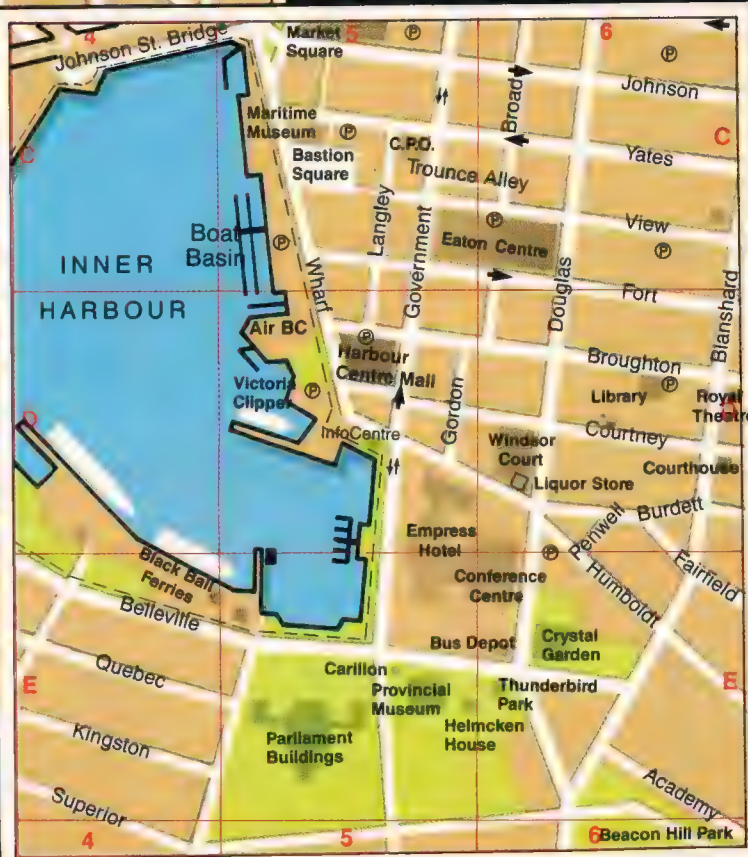 4
5
6
Johnson St. Bridge
Market
Square
P
P
Johnson
Broad
Maritime
Museum
P
Bastion
Square
C.P.O.
Trounce Alley
Yates
C
C
Langley
Government
P
Eaton Centre
View
P
Boat
Basin
P
INNER
HARBOUR
Wharf
Douglas
Fort
Blanshard
Air BC
P
Harbour
Centre Mall
Broughton
Victoria
Clipper
P
Gordon
Library
P
Royal
Theatre
D
D
InfoCentre
Windsor
Court
Courtney
Courthouse
Liquor Store
Burdett
Empress
Hotel
Penwell
P
Black Ball
Ferries
Conference
Centre
Humboldt
Fairfield
Belleville
Bus Depot
Crystal
Garden
Quebec
Carillon
Provincial
Museum
Thunderbird
Park
E
E
Helmcken
House
Kingston
Parliament
Buildings
Superior
Academy
4
5
6
Beacon Hill Park